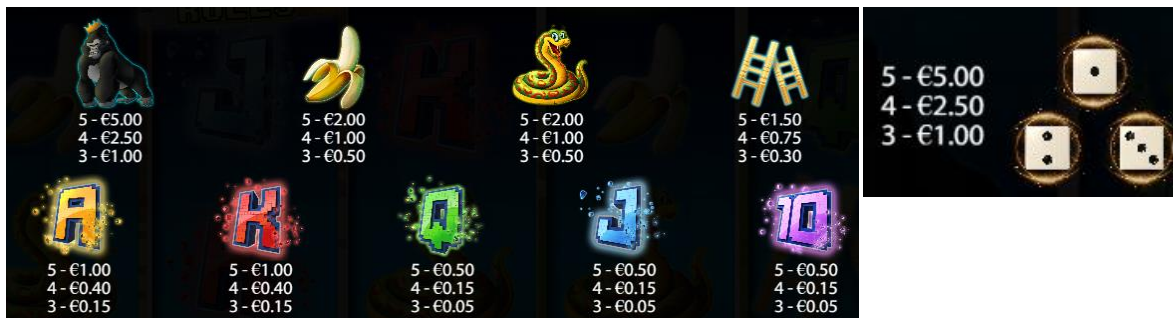 RULES
5 - €5.00
4 - €2.50
3 - €1.00
5 - €2.00
4 - €1.00
3 - €0.50
5 - €2.00
4 - €1.00
3 - €0.50
5 - €1.50
4 - €0.75
3 - €0.30
A
5 - €1.00
4 - €0.40
3 - €0.15
K
5 - €1.00
4 - €0.40
3 - €0.15
Q
5 - €0.50
4 - €0.15
3 - €0.05
J
5 - €0.50
4 - €0.15
3 - €0.05
10
5 - €0.50
4 - €0.15
3 - €0.05
5 - €5.00
4 - €2.50
3 - €1.00